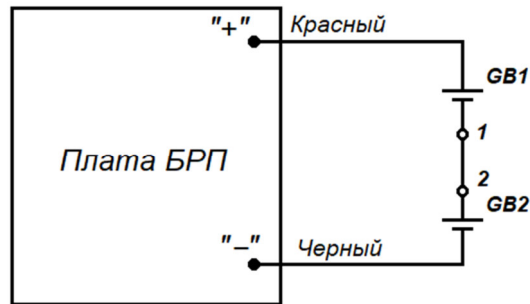 "+"
Красный
GB1
1
Плата БРП
2
GB2
"–"
Черный